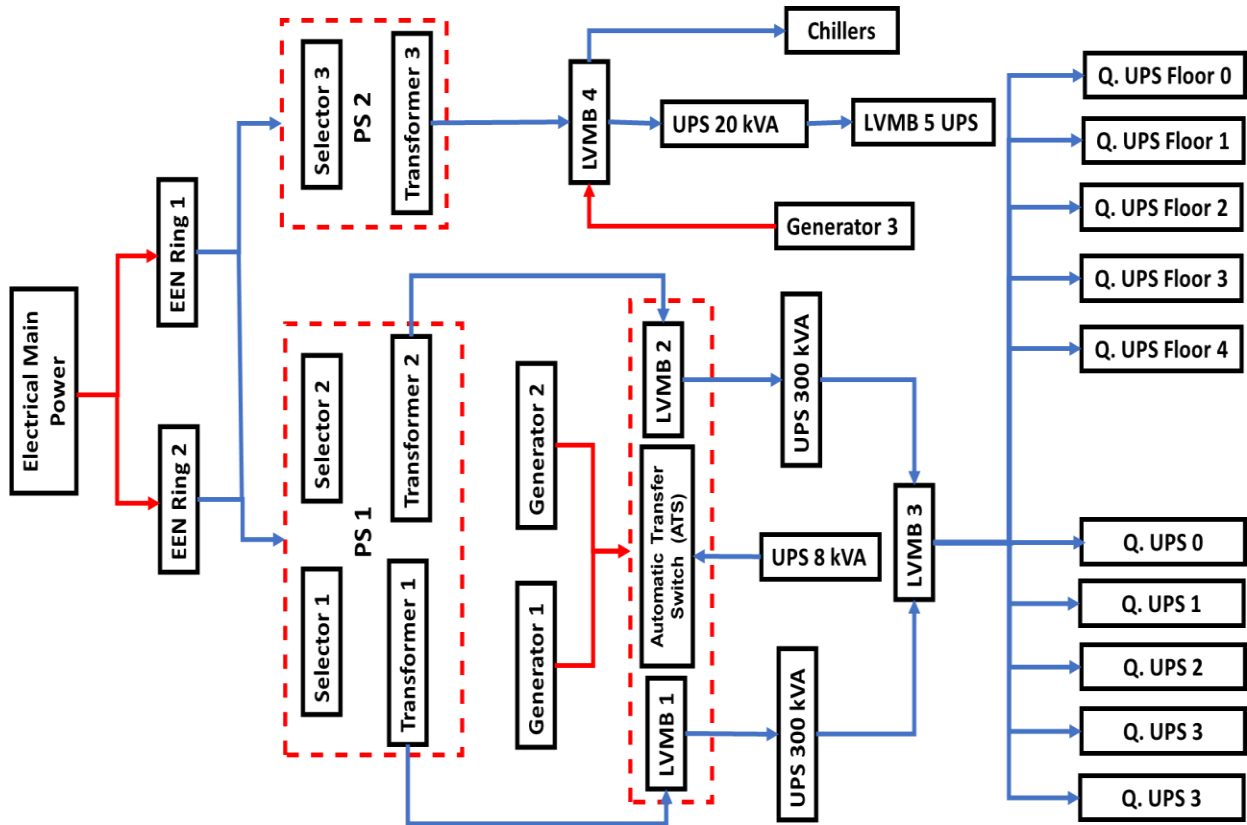 Chillers
Selector 3
PS 2
Transformer 3
LVMB 4
UPS 20 kVA
LVMB 5 UPS
Generator 3
Electrical Main
Power
EEN Ring 1
EEN Ring 2
Selector 2
Selector 1
PS 1
Transformer 2
Transformer 1
Generator 2
Generator 1
LVMB 2
Automatic Transfer
Switch (ATS)
LVMB 1
UPS 300 kVA
UPS 8 kVA
UPS 300 kVA
LVMB 3
Q. UPS Floor 0
Q. UPS Floor 1
Q. UPS Floor 2
Q. UPS Floor 3
Q. UPS Floor 4
Q. UPS 0
Q. UPS 1
Q. UPS 2
Q. UPS 3
Q. UPS 3